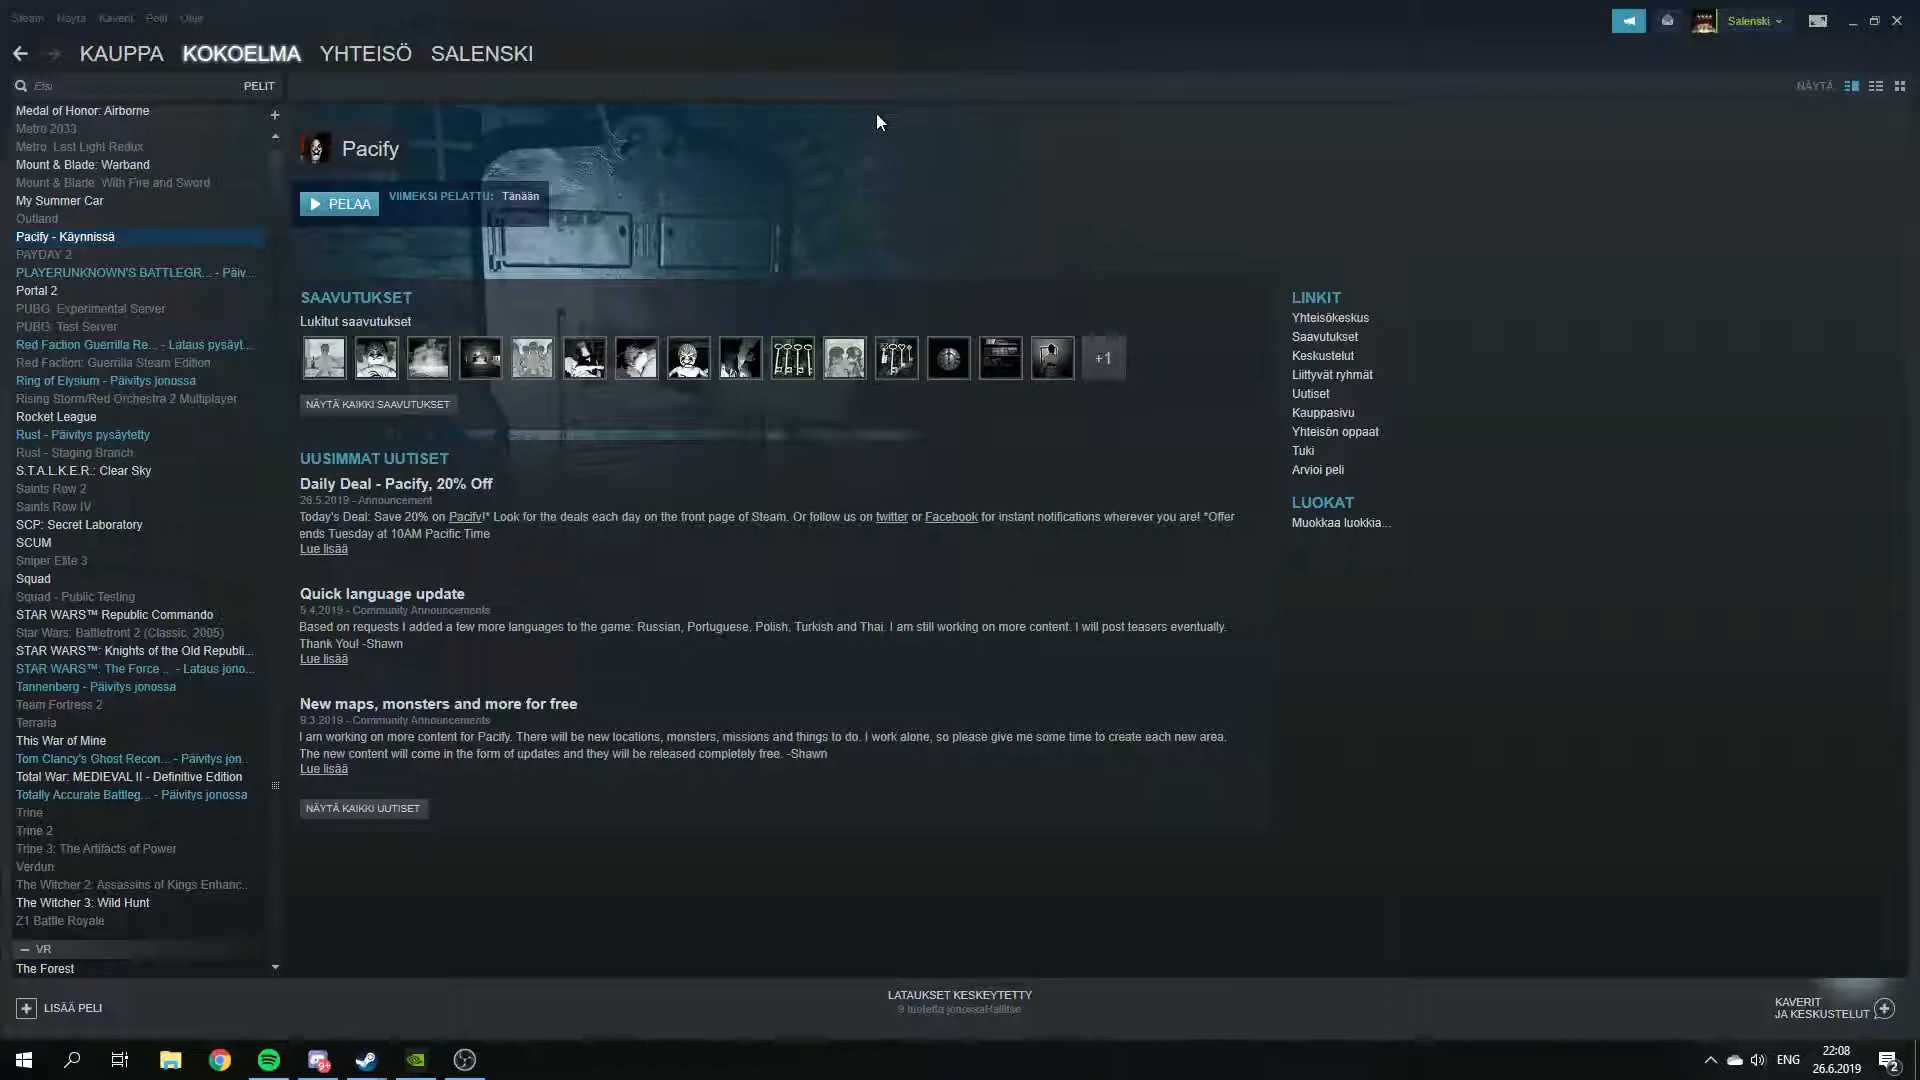 Steam Näytä Kaverit Pelit Ohje
Salenski
KAUPPA KOKOELMA YHTEISÖ SALENSKI
Etsi PELIT
NÄYTÄ
Medal of Honor: Airborne
Metro 2033
Metro: Last Light Redux
Mount & Blade: Warband
Mount & Blade: With Fire and Sword
My Summer Car
Outland
Pacify - Käynnissä
PAYDAY 2
PLAYERUNKNOWN'S BATTLEGR... - Päiv...
Portal 2
PUBG: Experimental Server
PUBG: Test Server
Red Faction Guerrilla Re... - Lataus pysäyt...
Red Faction: Guerrilla Steam Edition
Ring of Elysium - Päivitys jonossa
Rising Storm/Red Orchestra 2 Multiplayer
Rocket League
Rust - Päivitys pysäytetty
Rust - Staging Branch
S.T.A.L.K.E.R.: Clear Sky
Saints Row 2
Saints Row IV
SCP: Secret Laboratory
SCUM
Sniper Elite 3
Squad
Squad - Public Testing
STAR WARS™ Republic Commando
Star Wars: Battlefront 2 (Classic, 2005)
STAR WARS™: Knights of the Old Republi...
STAR WARS™: The Force ... - Lataus jono...
Tannenberg - Päivitys jonossa
Team Fortress 2
Terraria
This War of Mine
Tom Clancy's Ghost Recon... - Päivitys jon...
Total War: MEDIEVAL II - Definitive Edition
Totally Accurate Battleg... - Päivitys jonossa
Trine
Trine 2
Trine 3: The Artifacts of Power
Verdun
The Witcher 2: Assassins of Kings Enhanc...
The Witcher 3: Wild Hunt
Z1 Battle Royale
VR
The Forest
Pacify
PELAA
VIIMEKSI PELATTU: Tänään
SAAVUTUKSET
Lukitut saavutukset
+1
NÄYTÄ KAIKKI SAAVUTUKSET
UUSIMMAT UUTISET
Daily Deal - Pacify, 20% Off
26.5.2019 - Announcement
Today's Deal: Save 20% on Pacify!* Look for the deals each day on the front page of Steam. Or follow us on twitter or Facebook for instant notifications wherever you are! *Offer
ends Tuesday at 10AM Pacific Time
Lue lisää
Quick language update
5.4.2019 - Community Announcements
Based on requests I added a few more languages to the game: Russian, Portuguese, Polish, Turkish and Thai. I am still working on more content. I will post teasers eventually.
Thank You! -Shawn
Lue lisää
New maps, monsters and more for free
9.3.2019 - Community Announcements
I am working on more content for Pacify. There will be new locations, monsters, missions and things to do. I work alone, so please give me some time to create each new area.
The new content will come in the form of updates and they will be released completely free. -Shawn
Lue lisää
NÄYTÄ KAIKKI UUTISET
LINKIT
Yhteisökeskus
Saavutukset
Keskustelut
Liittyvät ryhmät
Uutiset
Kauppasivu
Yhteisön oppaat
Tuki
Arvioi peli
LUOKAT
Muokkaa luokkia...
LISÄÄ PELI
LATAUKSET KESKEYTETTY
9 tuotetta jonossaHallitse
KAVERIT
JA KESKUSTELUT
9+
ENG
22:08
26.6.2019
2